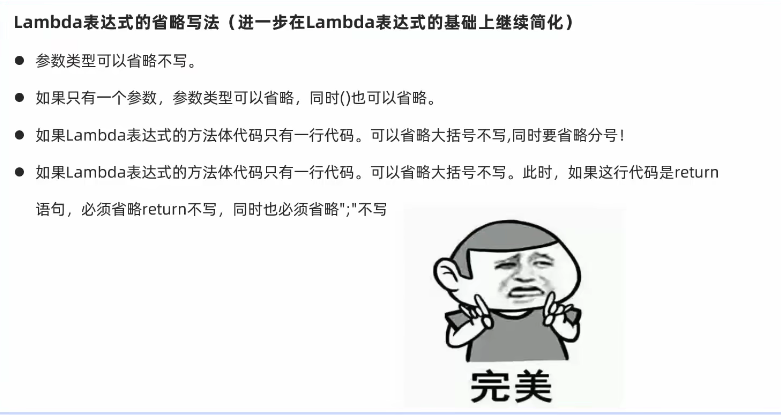 Lambda表达式的省略写法（进一步在Lambda表达式的基础上继续简化）
● 参数类型可以省略不写。
● 如果只有一个参数，参数类型可以省略，同时()也可以省略。
● 如果Lambda表达式的方法体代码只有一行代码。可以省略大括号不写,同时要省略分号！
● 如果Lambda表达式的方法体代码只有一行代码。可以省略大括号不写。此时，如果这行代码是return
语句，必须省略return不写，同时也必须省略";"不写
完美